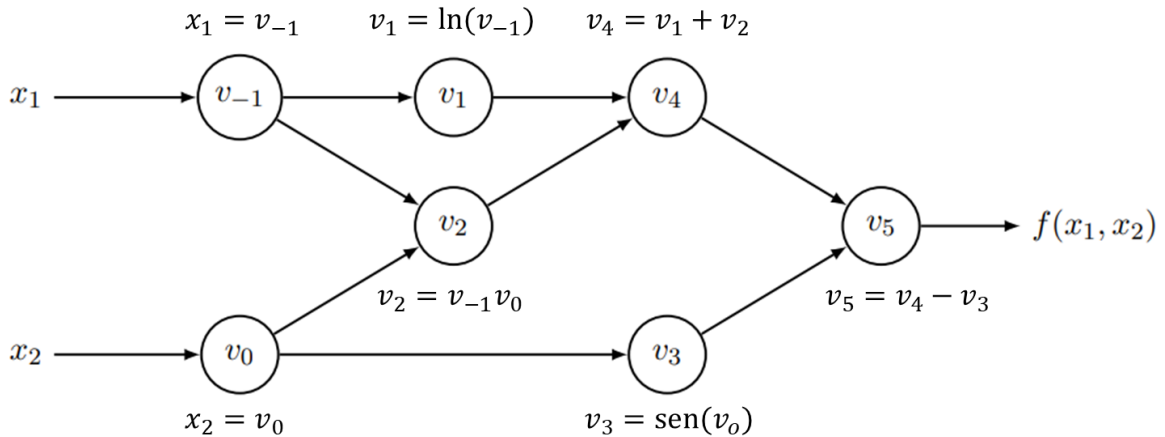 x₁ = v₋₁ v₁ = ln(v₋₁) v₄ = v₁ + v₂
x₁ v₋₁ v₁ v₄
v₂ v₅ f(x₁, x₂)
v₂ = v₋₁v₀ v₅ = v₄ − v₃
x₂ v₀ v₃
x₂ = v₀ v₃ = sen(vₒ)